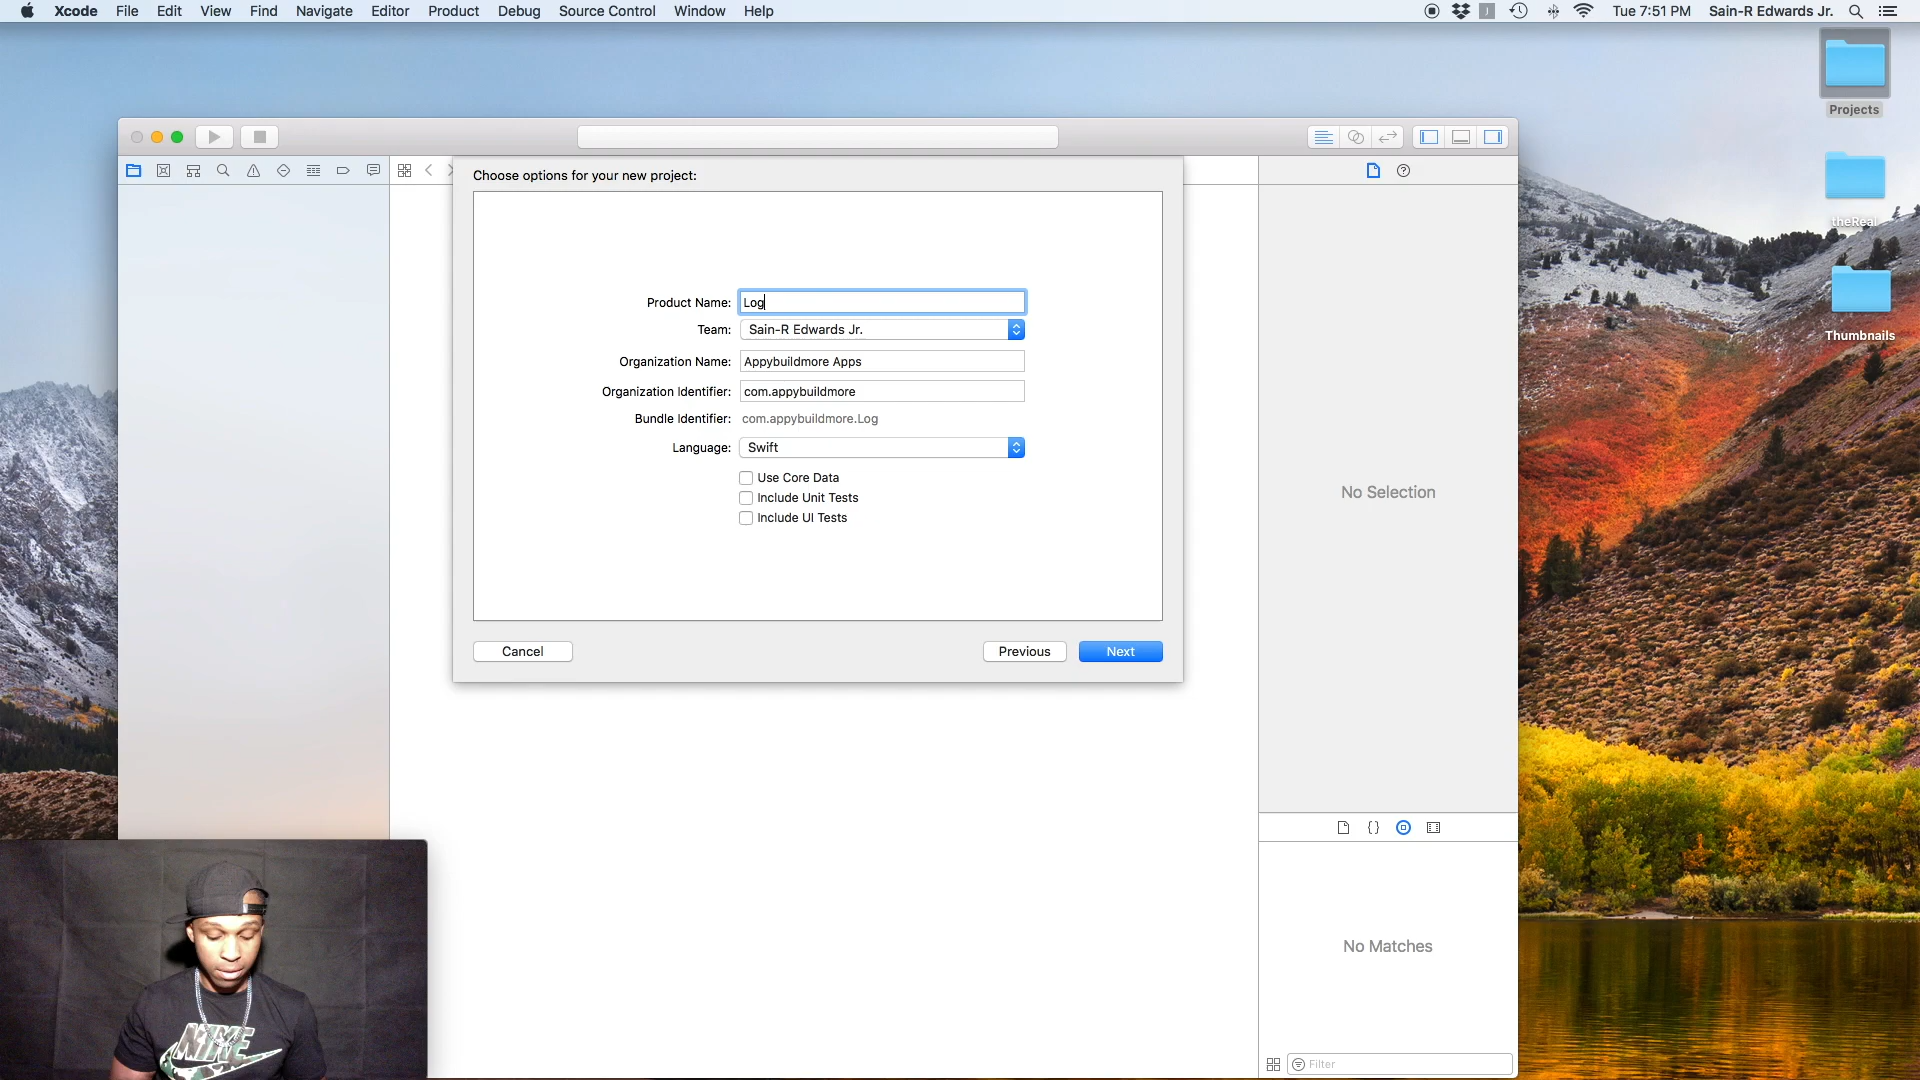 Xcode File Edit View Find Navigate Editor Product Debug Source Control Window Help
Tue 7:51 PM Sain-R Edwards Jr.
Projects
theReal
Thumbnails
Choose options for your new project:
Product Name: Log
Team: Sain-R Edwards Jr.
Organization Name: Appybuildmore Apps
Organization Identifier: com.appybuildmore
Bundle Identifier: com.appybuildmore.Log
Language: Swift
Use Core Data
Include Unit Tests
Include UI Tests
Cancel Previous Next
No Selection
{}
No Matches
Filter
NIKE